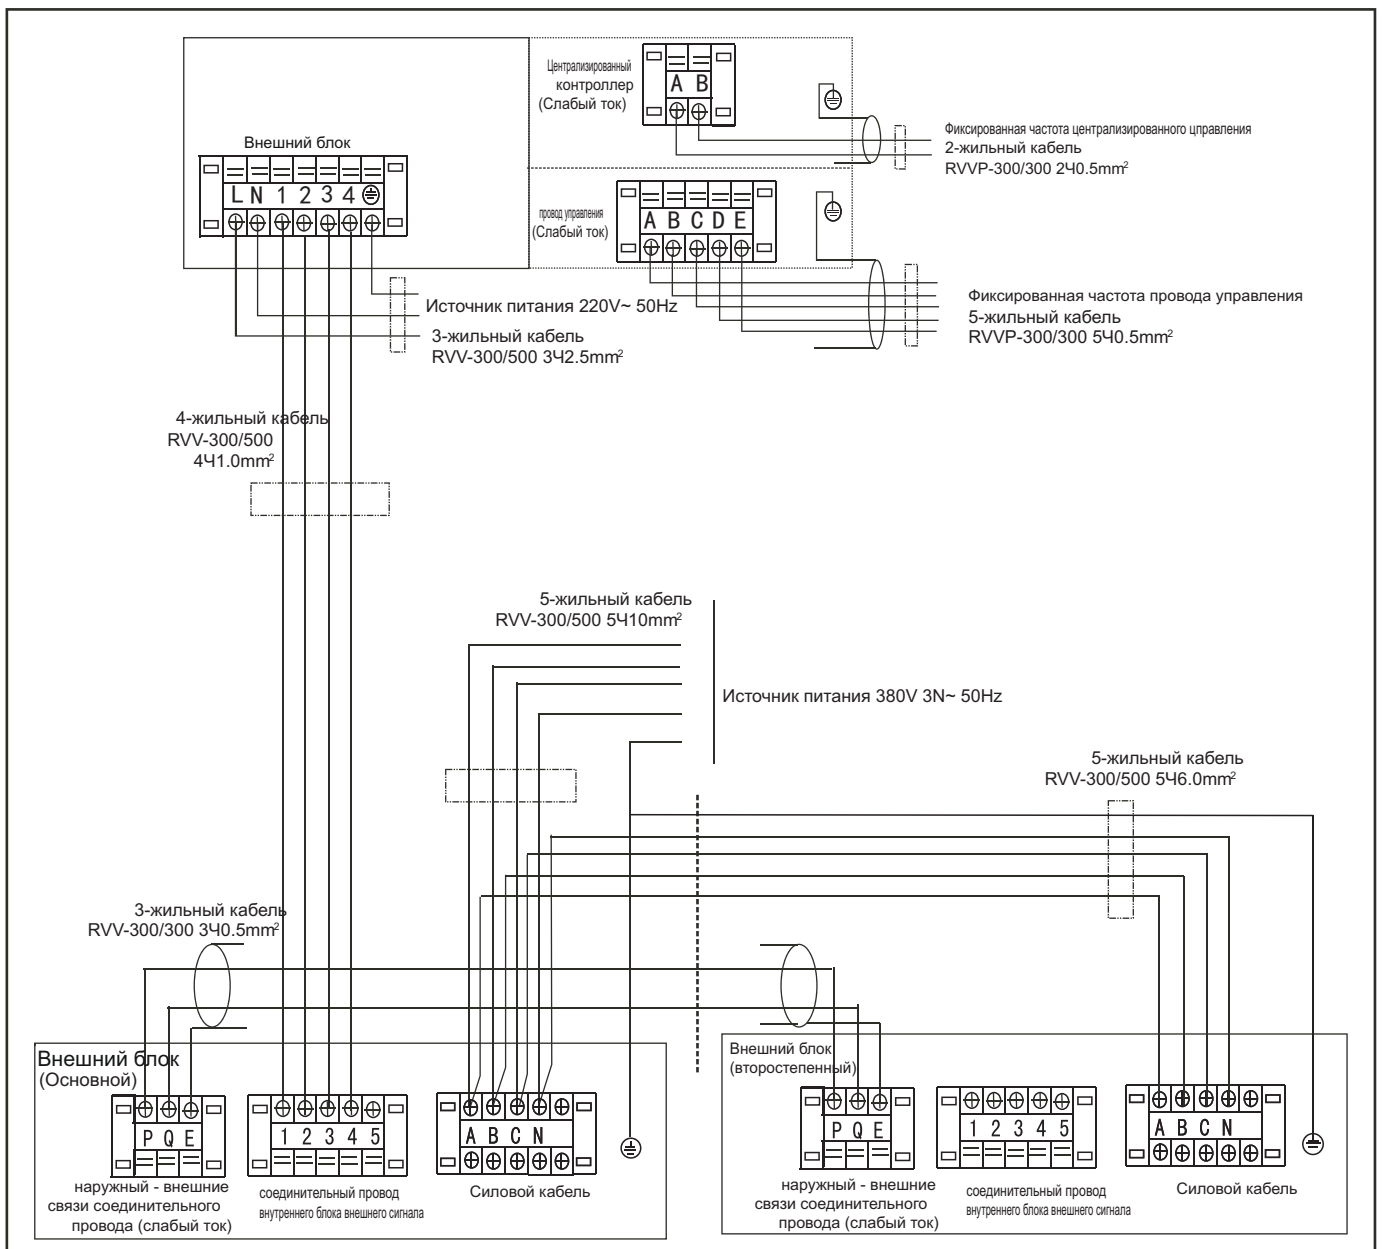 Централизованный
контроллер
(Слабый ток)
A B
Фиксированная частота централизированного цправления
2-жильный кабель
RVVP-300/300 2Ч0.5mm²
Внешний блок
L N 1 2 3 4
провод управления
(Слабый ток)
A B C D E
Фиксированная частота провода управления
5-жильный кабель
RVVP-300/300 5Ч0.5mm²
Источник питания 220V~ 50Hz
3-жильный кабель
RVV-300/500 3Ч2.5mm²
4-жильный кабель
RVV-300/500
4Ч1.0mm²
5-жильный кабель
RVV-300/500 5Ч10mm²
Источник питания 380V 3N~ 50Hz
5-жильный кабель
RVV-300/500 5Ч6.0mm²
3-жильный кабель
RVV-300/300 3Ч0.5mm²
Внешний блок
(Основной)
P Q E
1 2 3 4 5
A B C N
наружный - внешние
связи соединительного
провода (слабый ток)
соединительный провод
внутреннего блока внешнего сигнала
Силовой кабель
Внешний блок
(второстепенный)
P Q E
1 2 3 4 5
A B C N
наружный - внешние
связи соединительного
провода (слабый ток)
соединительный провод
внутреннего блока внешнего сигнала
Силовой кабель